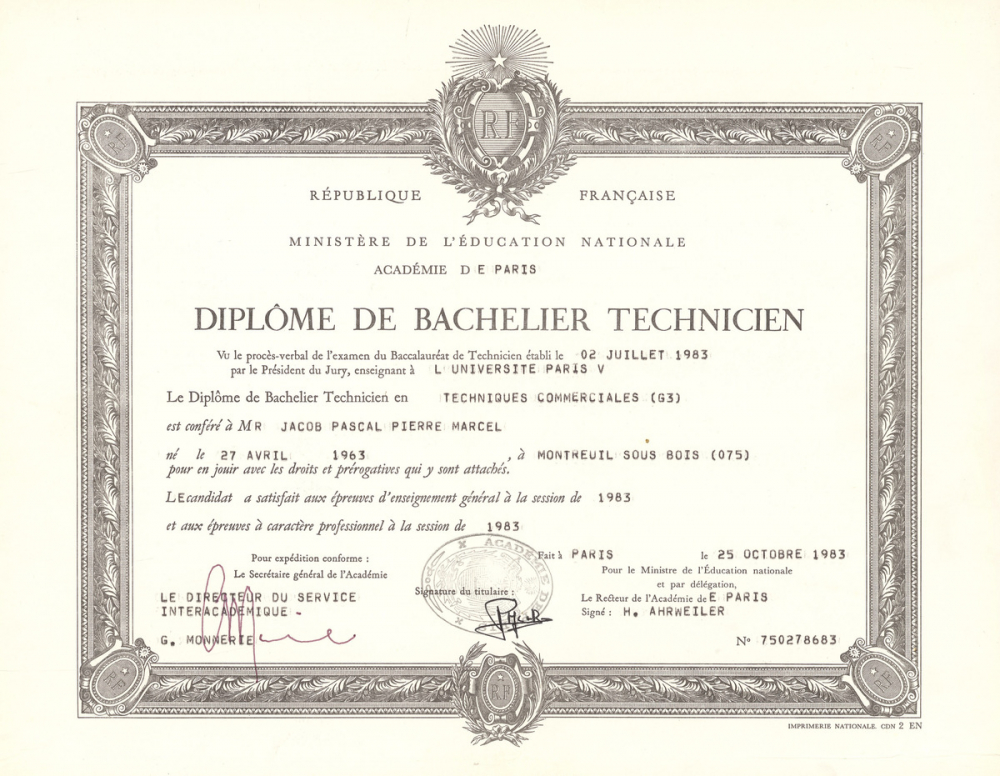 RF
RÉPUBLIQUE FRANÇAISE
MINISTÈRE DE L'ÉDUCATION NATIONALE
ACADÉMIE DE PARIS
DIPLÔME DE BACHELIER TECHNICIEN
Vu le procès-verbal de l'examen du Baccalauréat de Technicien établi le 02 JUILLET 1983
par le Président du Jury, enseignant à L'UNIVERSITE PARIS V
Le Diplôme de Bachelier Technicien en TECHNIQUES COMMERCIALES (G3)
est conféré à MR JACOB PASCAL PIERRE MARCEL
né le 27 AVRIL 1963, à MONTREUIL SOUS BOIS (075)
pour en jouir avec les droits et prérogatives qui y sont attachés.
LE candidat a satisfait aux épreuves d'enseignement général à la session de 1983
et aux épreuves à caractère professionnel à la session de 1983
Fait à PARIS le 25 OCTOBRE 1983
Pour expédition conforme :
Le Secrétaire général de l'Académie
LE DIRECTEUR DU SERVICE
INTERACADEMIQUE -
G. MONNERIE
ACADÉMIE D
Signature du titulaire :
Pour le Ministre de l'Éducation nationale
et par délégation,
Le Recteur de l'Académie de E PARIS
Signé : H. AHRWEILER
Nº 750278683
RF
IMPRIMERIE NATIONALE. CDN 2 EN